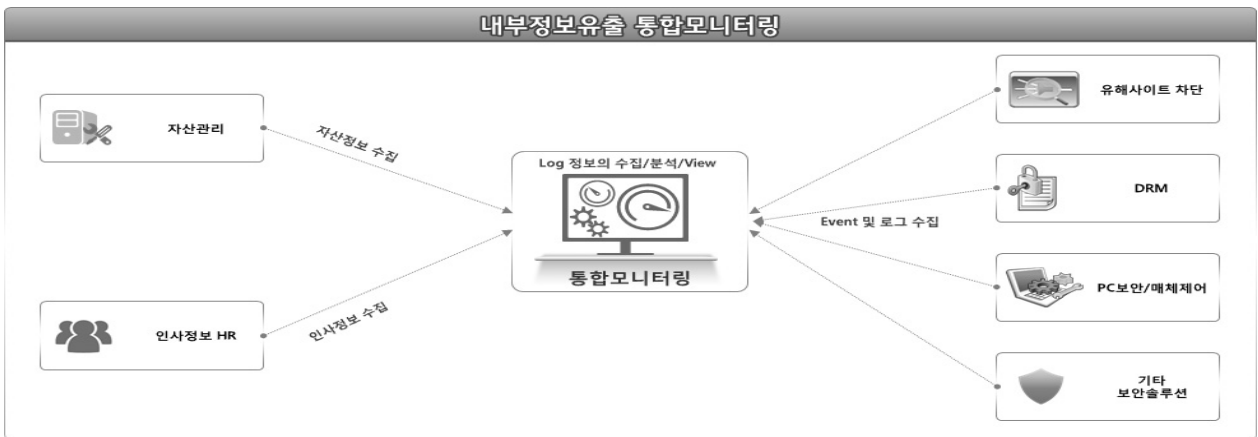 내부정보유출 통합모니터링
자산관리
자산정보 수집
인사정보 HR
인사정보 수집
Log 정보의 수집/분석/View
통합모니터링
Event 및 로그 수집
유해사이트 차단
DRM
PC보안/매체제어
기타
보안솔루션